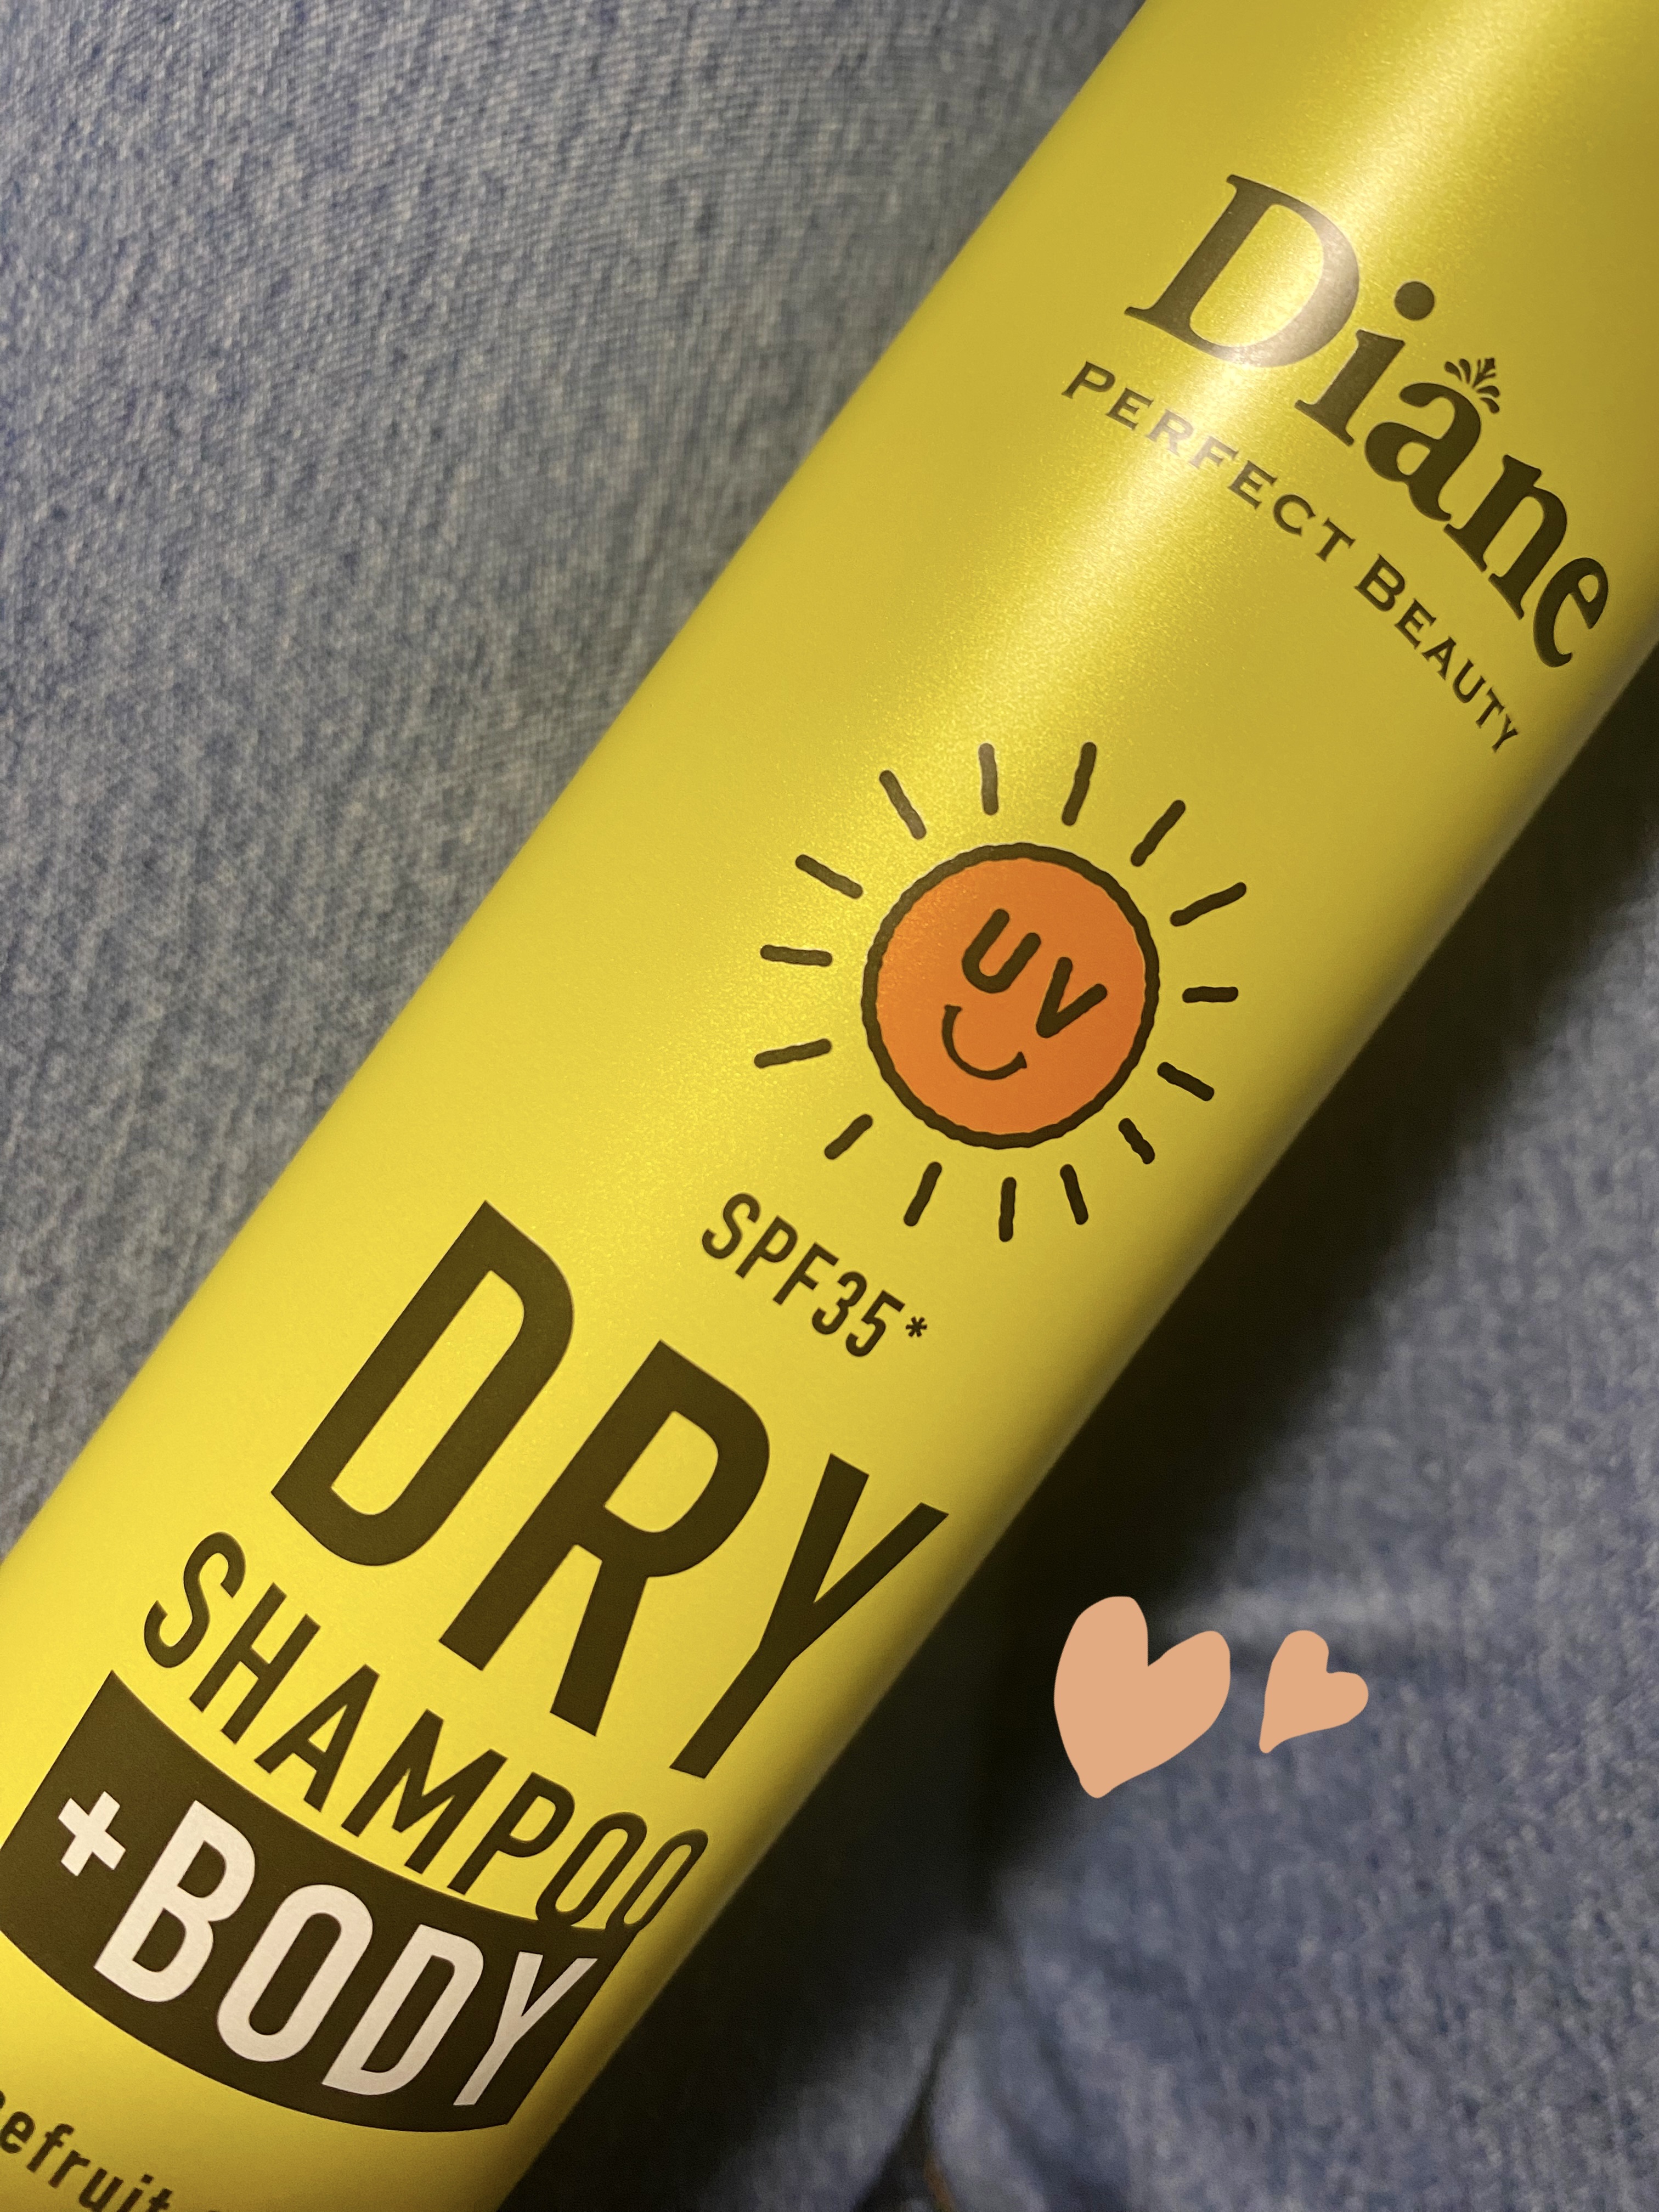 Diane
PERFECT BEAUTY
UV
SPF35*
DRY
SHAMPOO
+BODY